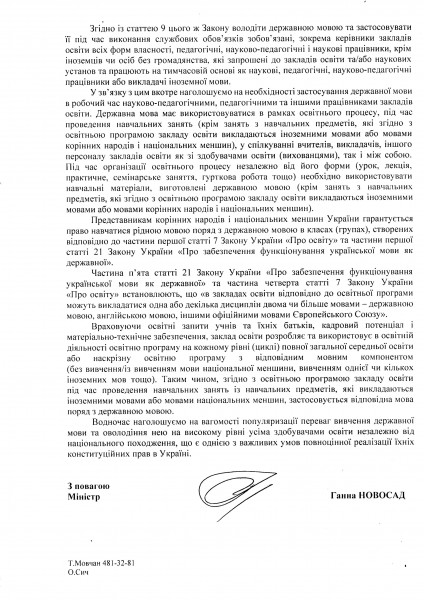 Згідно із статтею 9 цього ж Закону володіти державною мовою та застосовувати
її під час виконання службових обов'язків зобов'язані, зокрема керівники закладів
освіти всіх форм власності, педагогічні, науково-педагогічні і наукові працівники, крім
іноземців чи осіб без громадянства, які запрошені до закладів освіти та/або наукових
установ та працюють на тимчасовій основі як наукові, педагогічні, науково-педагогічні
працівники або викладачі іноземної мови.
У зв'язку з цим вкотре наголошуємо на необхідності застосування державної мови
в робочий час науково-педагогічними, педагогічними та іншими працівниками закладів
освіти. Державна мова має використовуватися в рамках освітнього процесу, під час
проведення навчальних занять (крім занять з навчальних предметів, які згідно з
освітньою програмою закладу освіти викладаються іноземними мовами або мовами
корінних народів і національних меншин), у спілкуванні вчителів, викладачів, іншого
персоналу закладів освіти як зі здобувачами освіти (вихованцями), так і між собою.
Під час організації освітнього процесу незалежно від його форми (урок, лекція,
практичне, семінарське заняття, гурткова робота тощо) необхідно використовувати
навчальні матеріали, виготовлені державною мовою (крім занять з навчальних
предметів, які згідно з освітньою програмою закладу освіти викладаються іноземними
мовами або мовами корінних народів і національних меншин).
Представникам корінних народів і національних меншин України гарантується
право навчатися рідною мовою поряд з державною мовою в класах (групах), створених
відповідно до частини першої статті 7 Закону України «Про освіту» та частини першої
статті 21 Закону України «Про забезпечення функціонування української мови як
державної».
Частина п'ята статті 21 Закону України «Про забезпечення функціонування
української мови як державної» та частина четверта статті 7 Закону України
«Про освіту» встановлюють, що «в закладах освіти відповідно до освітньої програми
можуть викладатися одна або декілька дисциплін двома чи більше мовами – державною
мовою, англійською мовою, іншими офіційними мовами Європейського Союзу».
Враховуючи освітні запити учнів та їхніх батьків, кадровий потенціал і
матеріально-технічне забезпечення, заклад освіти розробляє та використовує в освітній
діяльності освітню програму на кожному рівні (циклі) повної загальної середньої освіти
або наскрізну освітню програму з відповідним мовним компонентом
(без вивчення/із вивченням мови національної меншини, вивченням однієї чи кількох
іноземних мов тощо). Таким чином, згідно з освітньою програмою закладу освіти
під час проведення навчальних занять із навчальних предметів, які викладаються
іноземними мовами або мовами національних меншин, застосовується відповідна мова
поряд з державною мовою.
Водночас наголошуємо на вагомості популяризації переваг вивчення державної
мови та оволодіння нею на високому рівні усіма здобувачами освіти незалежно від
національного походження, що є однією з важливих умов повноцінної реалізації їхніх
конституційних прав в Україні.
З повагою
Міністр Ганна НОВОСАД
Т.Мовчан 481-32-81
О.Сич